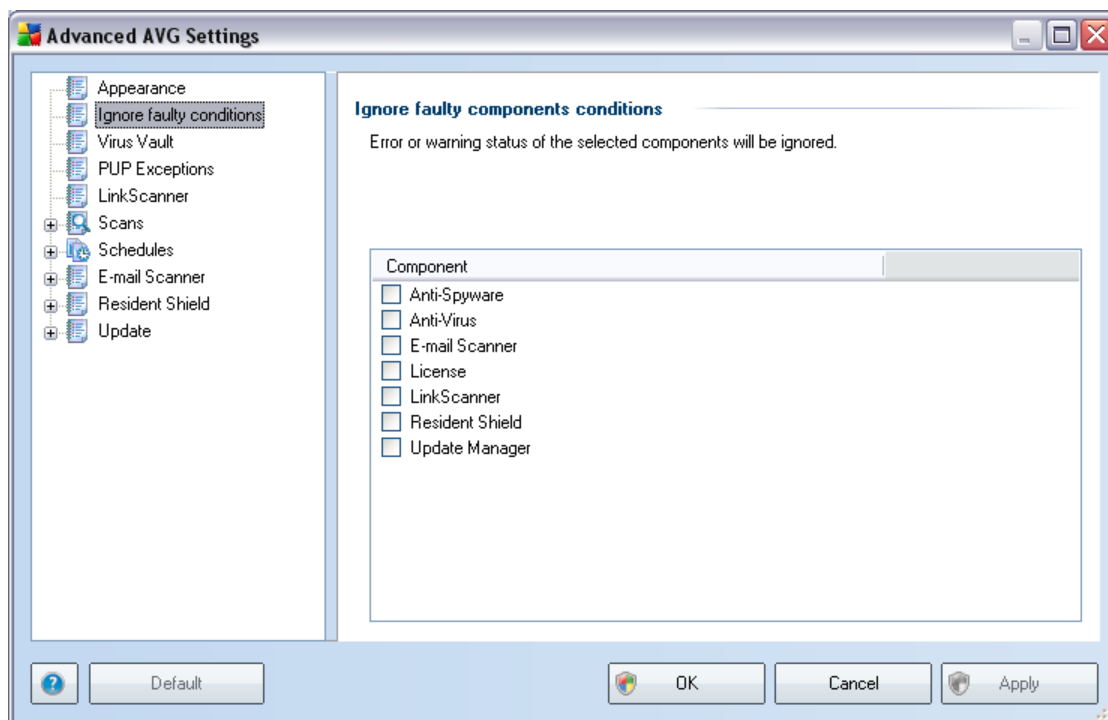 Advanced AVG Settings
Appearance
Ignore faulty conditions
Virus Vault
PUP Exceptions
LinkScanner
Scans
Schedules
E-mail Scanner
Resident Shield
Update
Ignore faulty components conditions
Error or warning status of the selected components will be ignored.
Component
Anti-Spyware
Anti-Virus
E-mail Scanner
License
LinkScanner
Resident Shield
Update Manager
? Default OK Cancel Apply